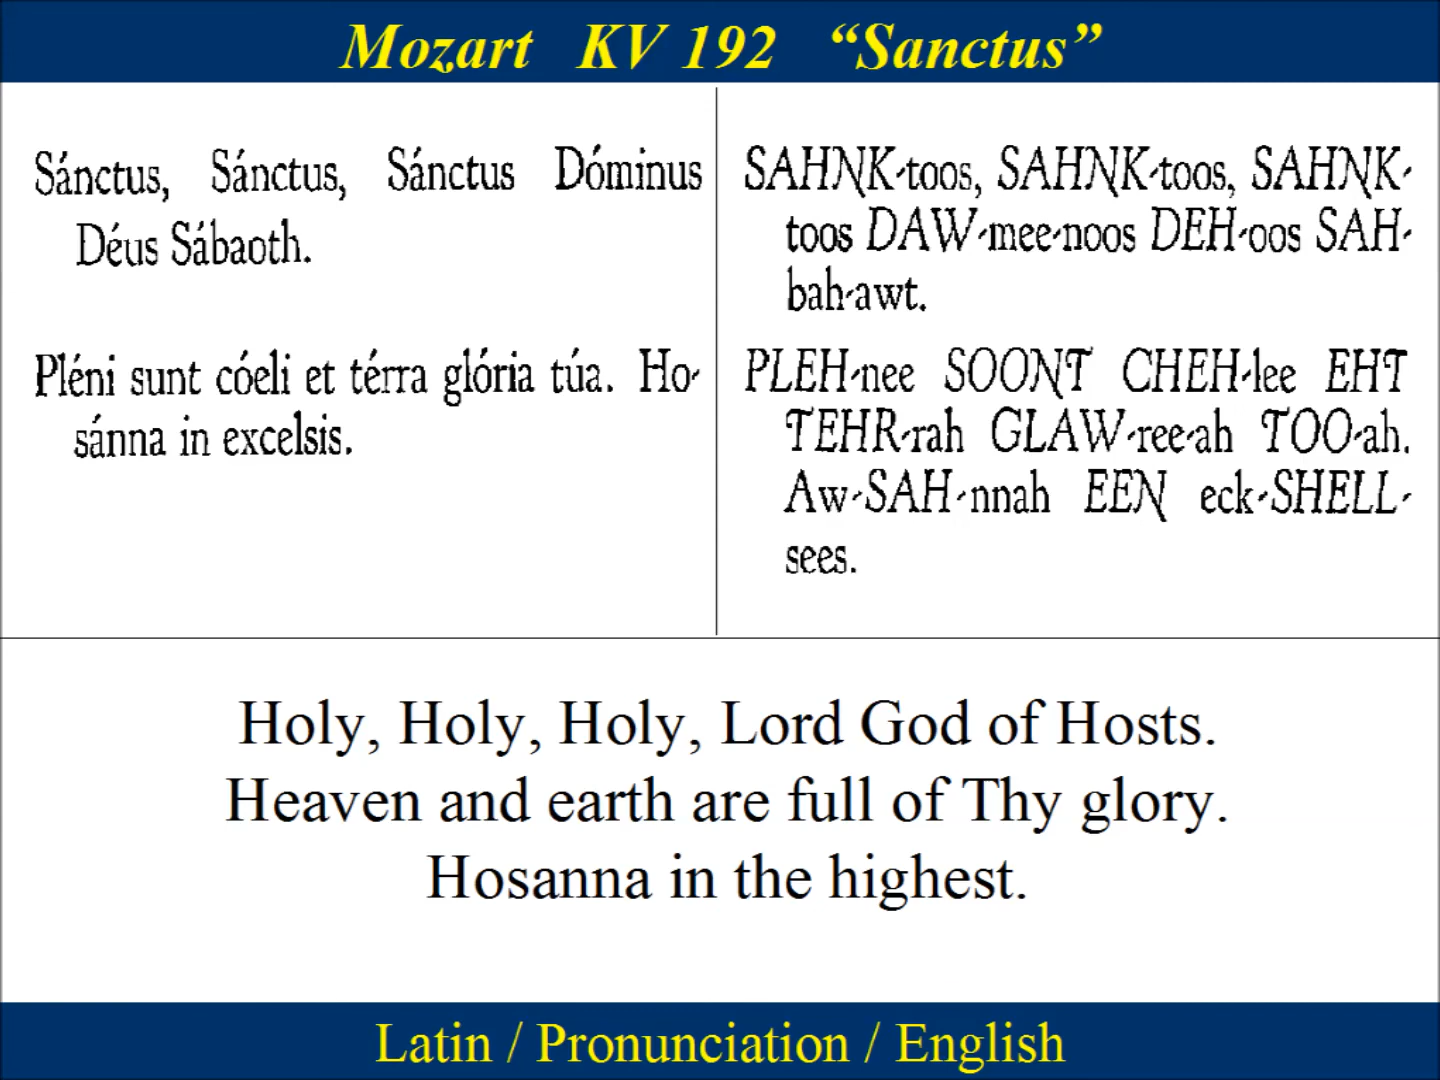 Mozart KV 192 “Sanctus”
Sánctus, Sánctus, Sánctus Dóminus
Déus Sábaoth.
Pléni sunt cóeli et térra glória túa. Ho-
sánna in excelsis.
SAHNK-toos, SAHNK-toos, SAHNK-
toos DAW-mee-noos DEH-oos SAH-
bah-awt.
PLEH-nee SOONT CHEH-lee EHT
TEHR-rah GLAW-ree-ah TOO-ah.
Aw-SAH-nnah EEN eck-SHELL-
sees.
Holy, Holy, Holy, Lord God of Hosts.
Heaven and earth are full of Thy glory.
Hosanna in the highest.
Latin / Pronunciation / English